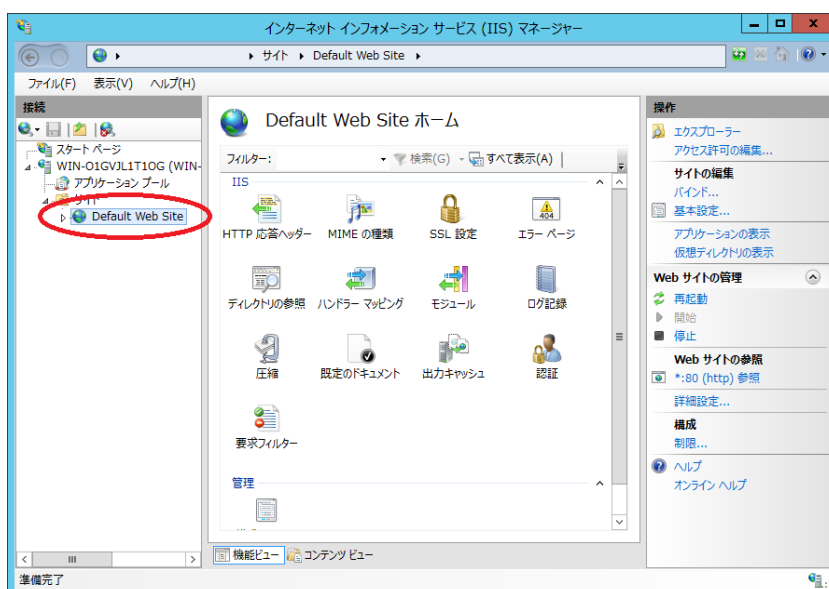 インターネット インフォメーション サービス (IIS) マネージャー
サイト Default Web Site
ファイル(F) 表示(V) ヘルプ(H)
接続
スタート ページ
WIN-O1GVJL1T1OG (WIN-
アプリケーション プール
サイト
Default Web Site
Default Web Site ホーム
フィルター: 検索(G) すべて表示(A)
IIS
HTTP 応答ヘッダー MIME の種類 SSL 設定 エラー ページ
404
ディレクトリの参照 ハンドラー マッピング モジュール ログ記録
圧縮 既定のドキュメント 出力キャッシュ 認証
要求フィルター
管理
機能ビュー コンテンツ ビュー
準備完了
操作
エクスプローラー
アクセス許可の編集...
サイトの編集
バインド...
基本設定...
アプリケーションの表示
仮想ディレクトリの表示
Web サイトの管理
再起動
開始
停止
Web サイトの参照
*:80 (http) 参照
詳細設定...
構成
制限...
ヘルプ
オンライン ヘルプ